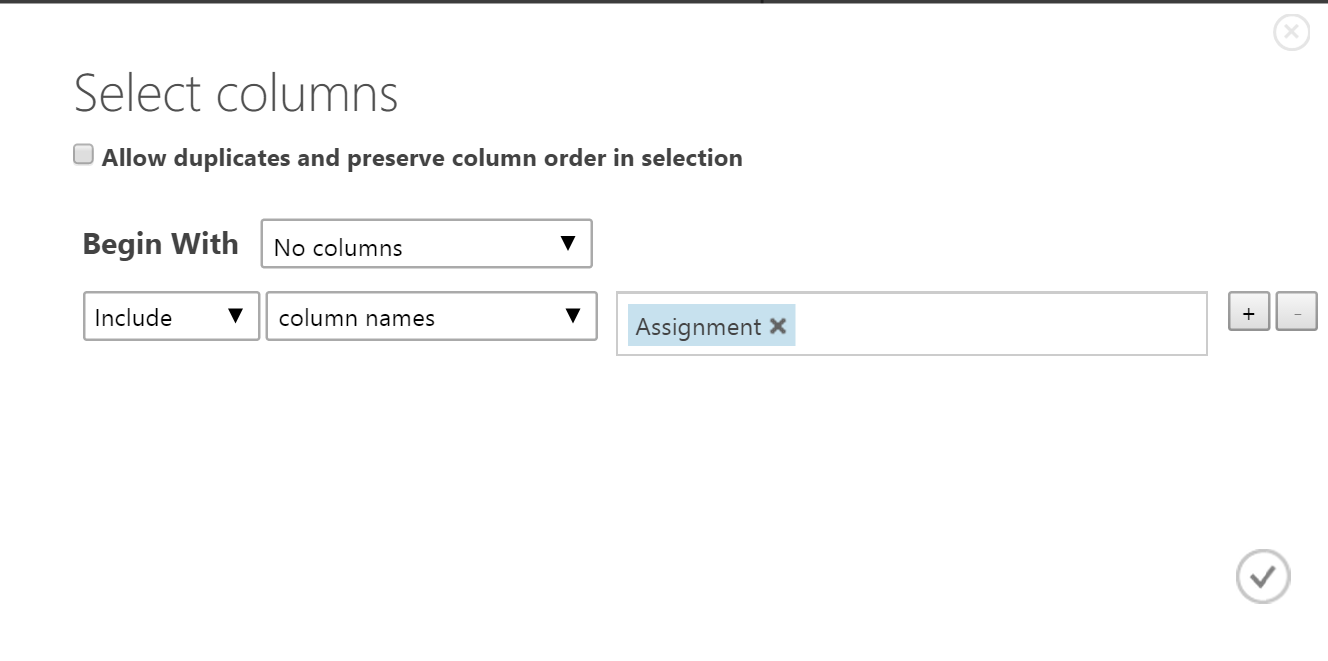 Select columns
Allow duplicates and preserve column order in selection
Begin With No columns
Include column names Assignment
+ -